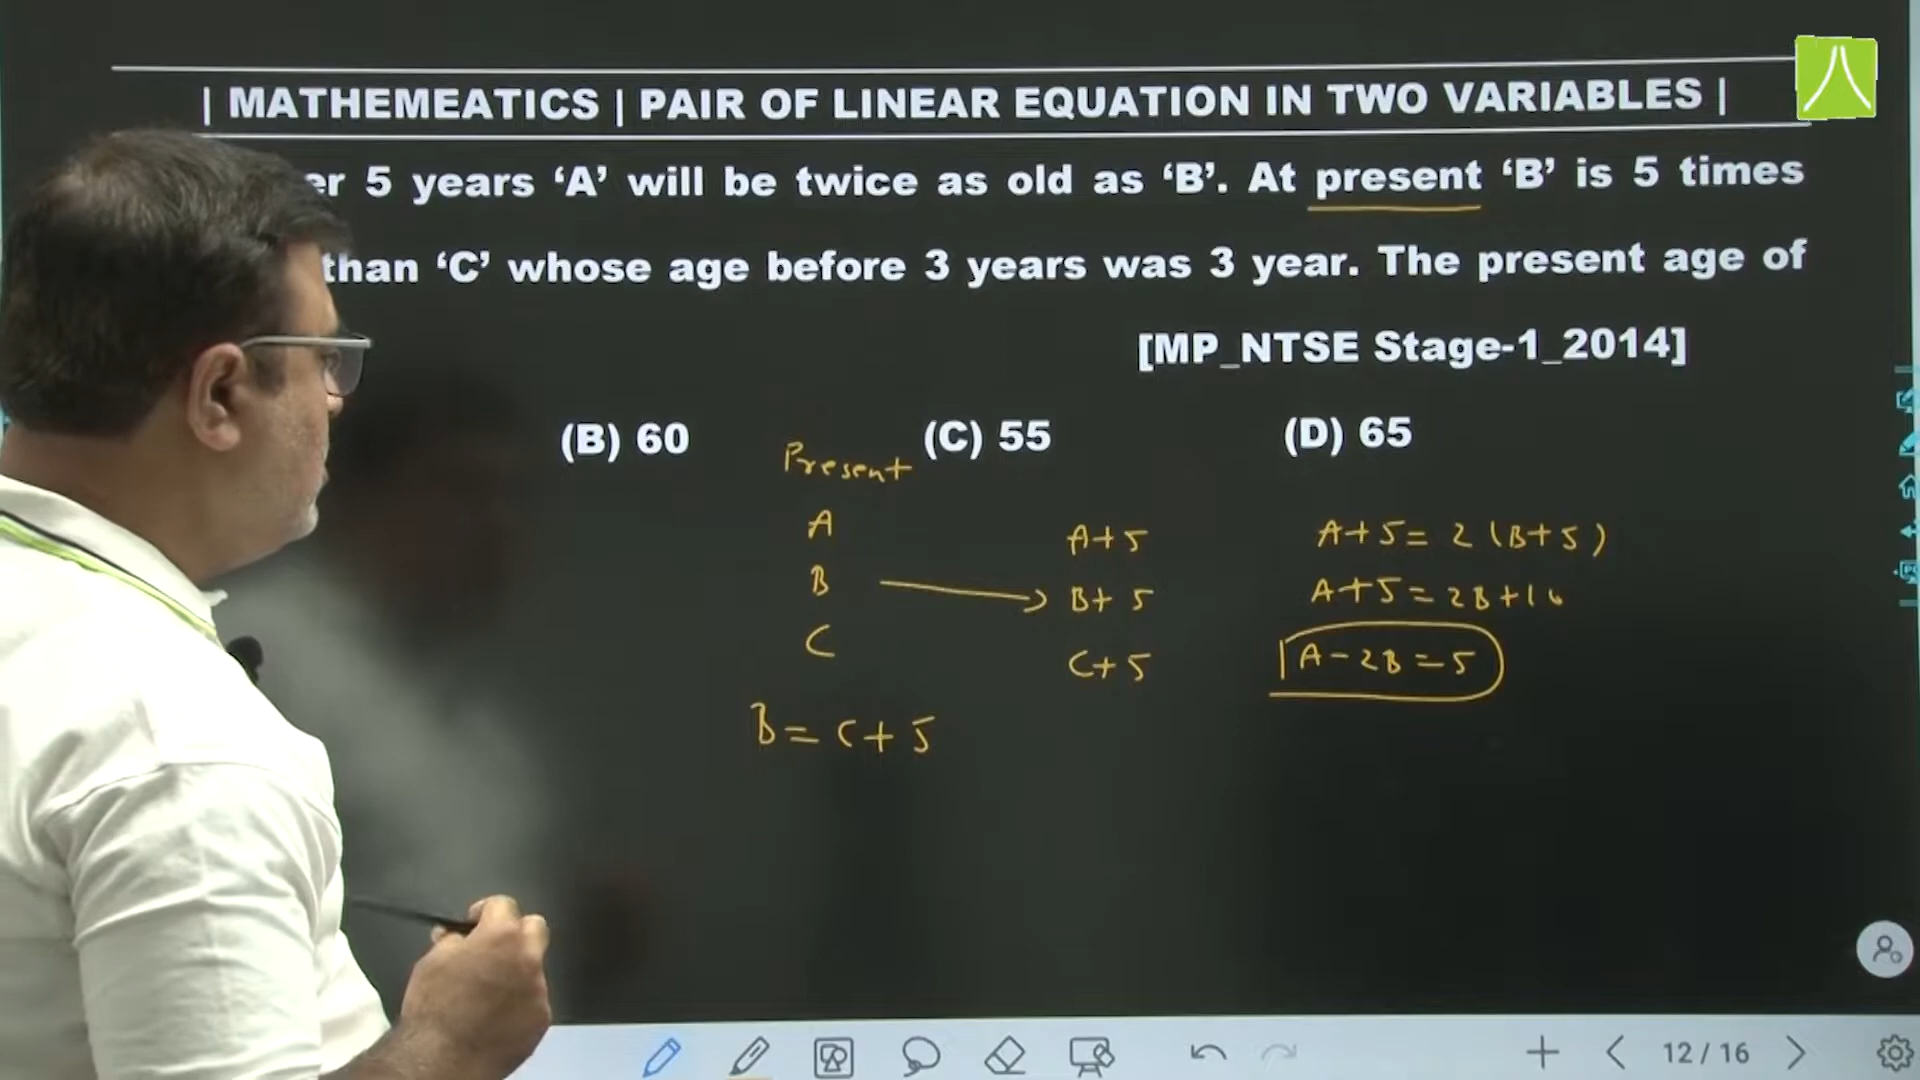 | MATHEMEATICS | PAIR OF LINEAR EQUATION IN TWO VARIABLES |
er 5 years ‘A’ will be twice as old as ‘B’. At present ‘B’ is 5 times
than ‘C’ whose age before 3 years was 3 year. The present age of
[MP_NTSE Stage-1_2014]
(B) 60 (C) 55 (D) 65
Present
A A+5 A+5=2(B+5)
B B+5 A+5=2B+10
C C+5 A-2B=5
B=C+5
12/16